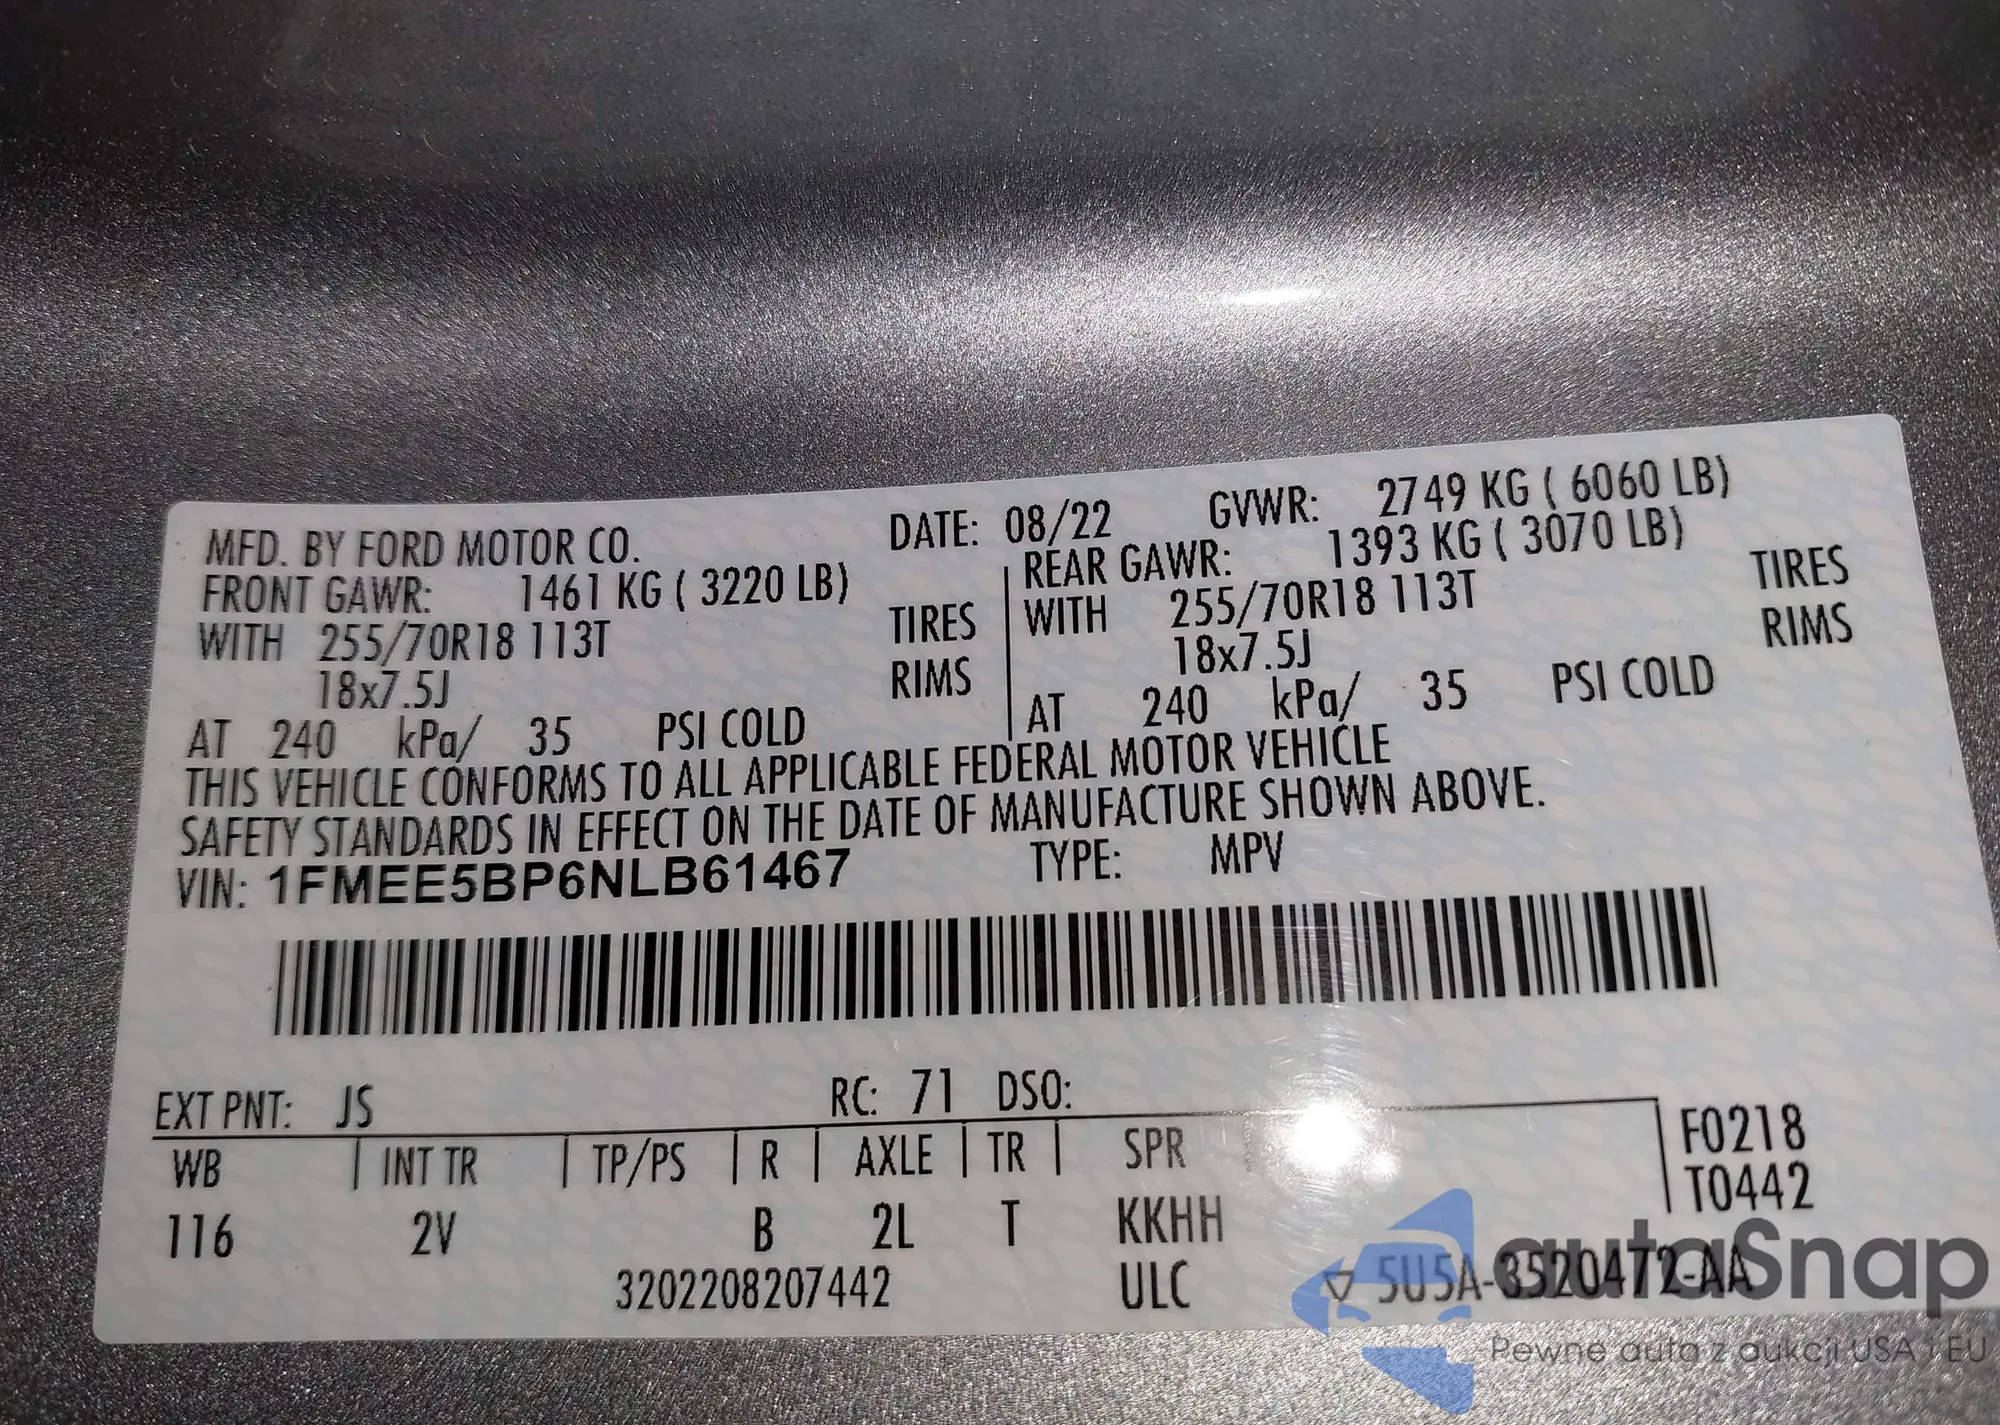 MFD. BY FORD MOTOR CO. DATE: 08/22 GVWR: 2749 KG ( 6060 LB)
FRONT GAWR: 1461 KG ( 3220 LB) REAR GAWR: 1393 KG ( 3070 LB)
WITH 255/70R18 113T TIRES WITH 255/70R18 113T TIRES
18x7.5J RIMS 18x7.5J RIMS
AT 240 kPa/ 35 PSI COLD AT 240 kPa/ 35 PSI COLD
THIS VEHICLE CONFORMS TO ALL APPLICABLE FEDERAL MOTOR VEHICLE
SAFETY STANDARDS IN EFFECT ON THE DATE OF MANUFACTURE SHOWN ABOVE.
VIN: 1FMEE5BP6NLB61467 TYPE: MPV
EXT PNT: JS RC: 71 DSO:
WB INT TR TP/PS R AXLE TR SPR F0218
T0442
116 2V B 2L T KKHH
3202208207442 ULC 5U5A-3520472-AA
autaSnap
Pewne auta z aukcji USA i EU